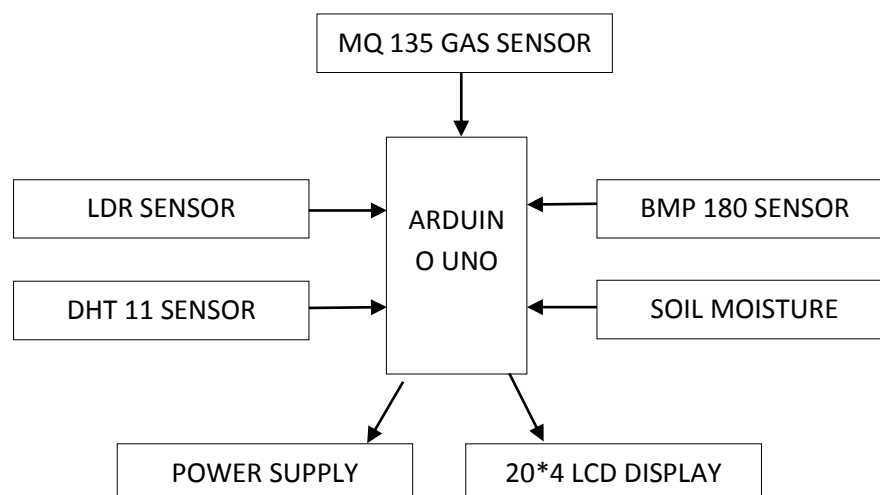 MQ 135 GAS SENSOR
LDR SENSOR
ARDUIN
O UNO
BMP 180 SENSOR
DHT 11 SENSOR
SOIL MOISTURE
POWER SUPPLY
20*4 LCD DISPLAY